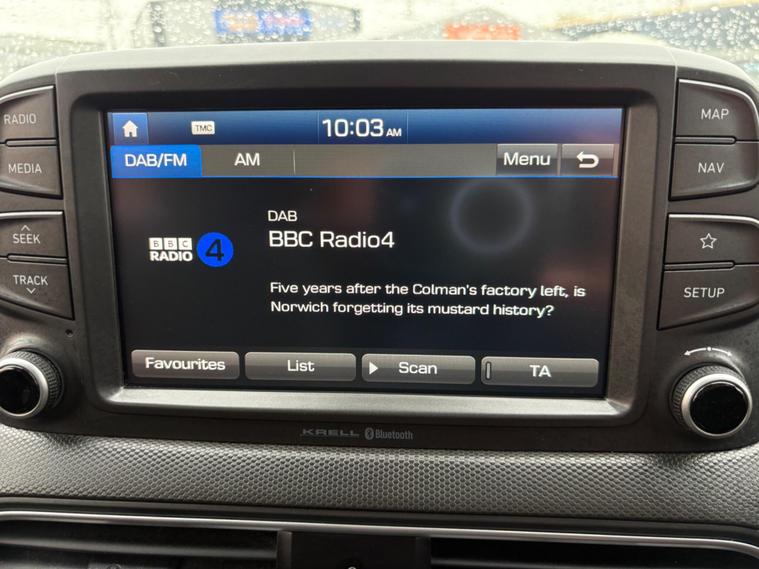 RADIO
MEDIA
SEEK
TRACK
TMC
10:03 AM
DAB/FM
AM
Menu
BBC
RADIO 4
DAB
BBC Radio4
Five years after the Colman's factory left, is
Norwich forgetting its mustard history?
Favourites
List
Scan
TA
MAP
NAV
SETUP
KRELL Bluetooth